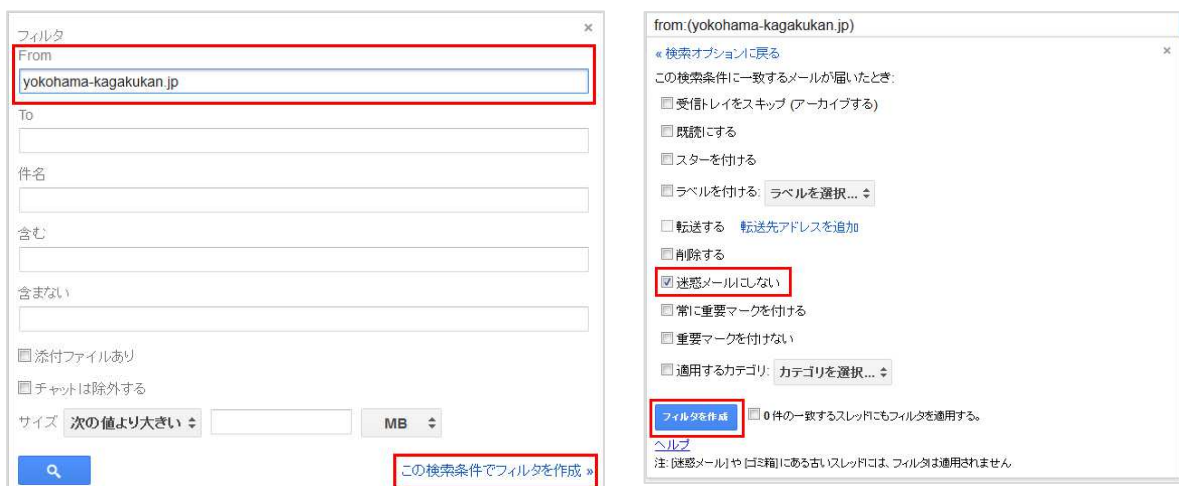 フィルタ
×
From
yokohama-kagakukan.jp
To
件名
含む
含まない
添付ファイルあり
チャットは除外する
サイズ 次の値より大きい MB
この検索条件でフィルタを作成 »
from:(yokohama-kagakukan.jp)
« 検索オプションに戻る
×
この検索条件に一致するメールが届いたとき:
受信トレイをスキップ (アーカイブする)
既読にする
スターを付ける
ラベルを付ける: ラベルを選択...
転送する 転送先アドレスを追加
削除する
迷惑メールにしない
常に重要マークを付ける
重要マークを付けない
適用するカテゴリ: カテゴリを選択...
フィルタを作成 0 件の一致するスレッドにもフィルタを適用する。
ヘルプ
注: [迷惑メール] や [ゴミ箱] にある古いスレッドには、フィルタは適用されません